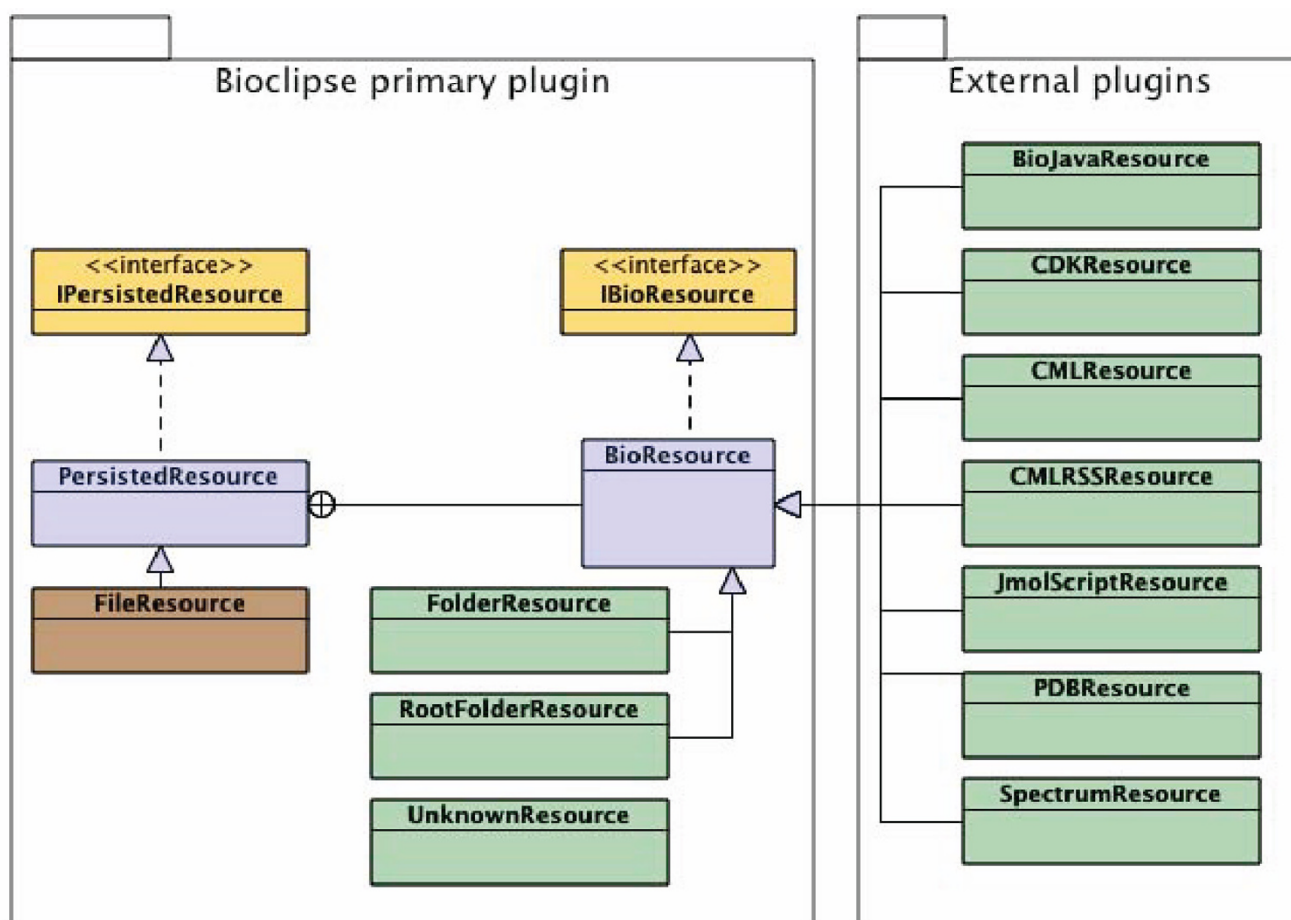 Bioclipse primary plugin
<<interface>>
IPersistedResource
<<interface>>
IBioResource
PersistedResource
BioResource
FileResource
FolderResource
RootFolderResource
UnknownResource
External plugins
BioJavaResource
CDKResource
CMLResource
CMLRSSResource
JmolScriptResource
PDBResource
SpectrumResource